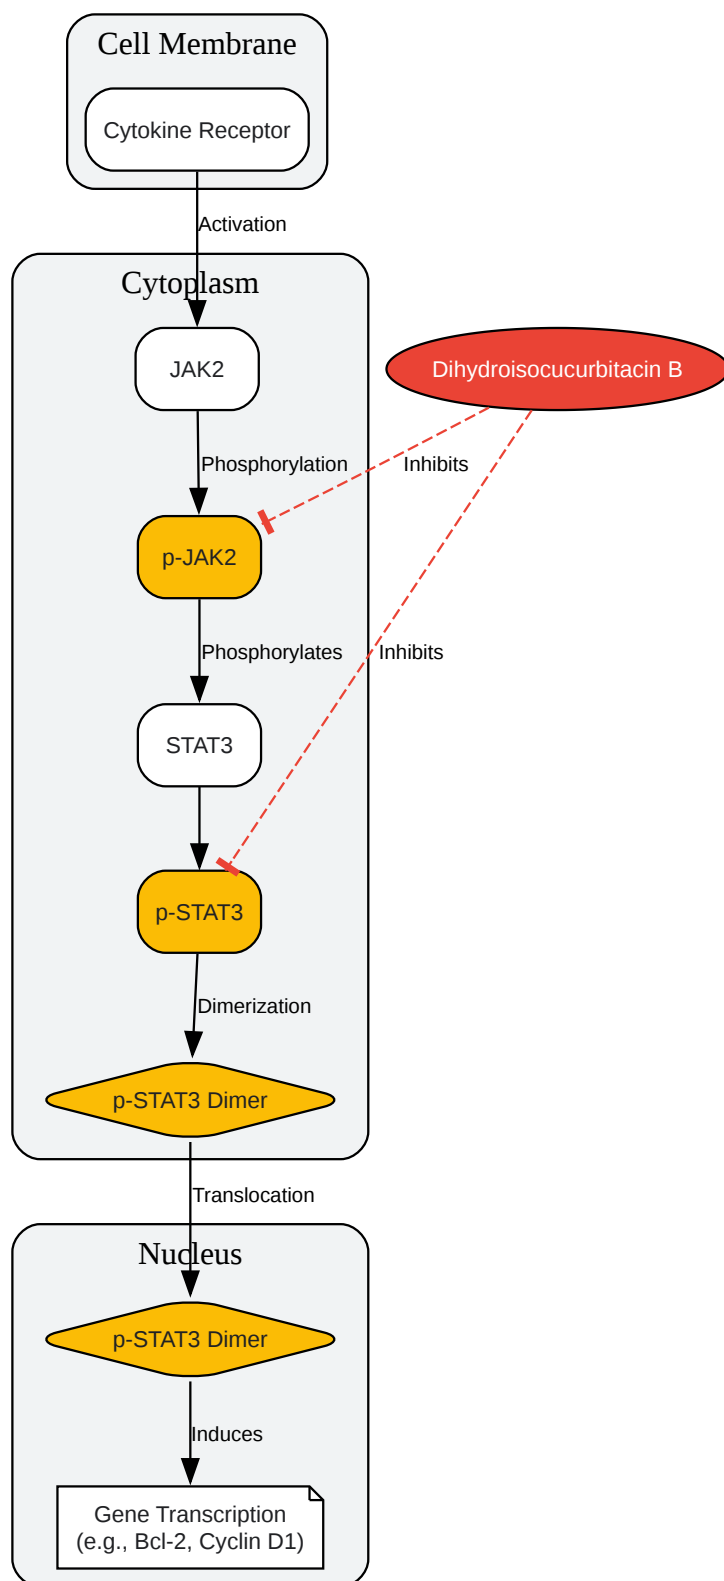 Cell Membrane
Cytokine Receptor
Activation
Cytoplasm
JAK2
Dihydroisocucurbitacin B
Phosphorylation
Inhibits
p-JAK2
Phosphorylates
Inhibits
STAT3
p-STAT3
Dimerization
p-STAT3 Dimer
Translocation
Nucleus
p-STAT3 Dimer
Induces
Gene Transcription
(e.g., Bcl-2, Cyclin D1)